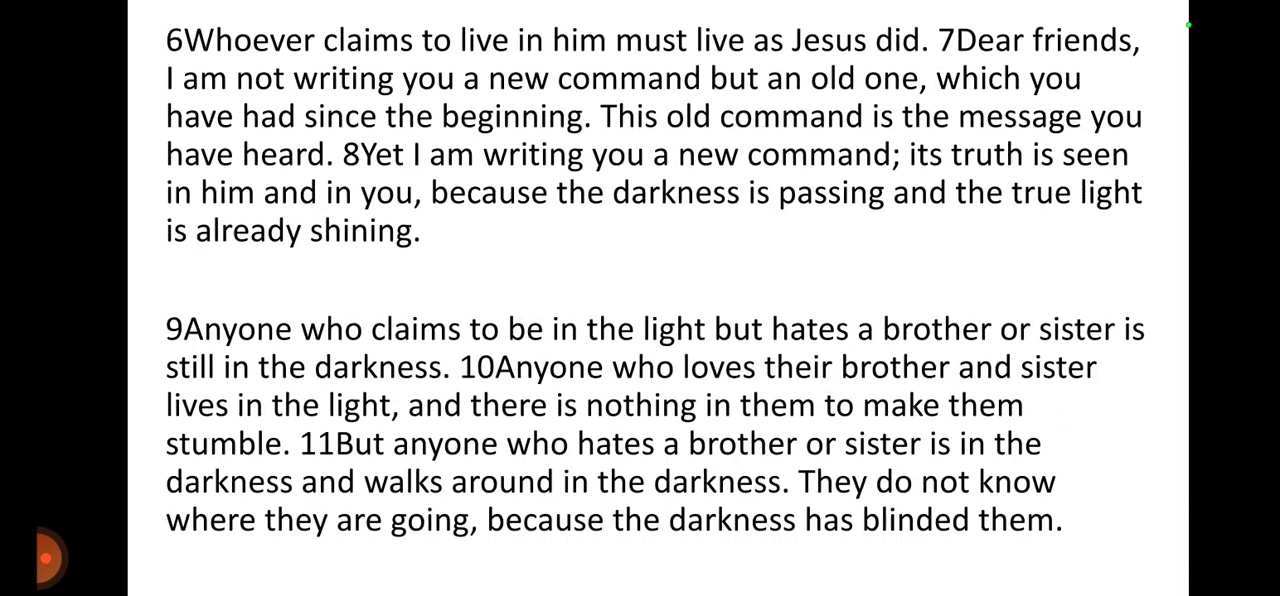 6Whoever claims to live in him must live as Jesus did. 7Dear friends,
I am not writing you a new command but an old one, which you
have had since the beginning. This old command is the message you
have heard. 8Yet I am writing you a new command; its truth is seen
in him and in you, because the darkness is passing and the true light
is already shining.
9Anyone who claims to be in the light but hates a brother or sister is
still in the darkness. 10Anyone who loves their brother and sister
lives in the light, and there is nothing in them to make them
stumble. 11But anyone who hates a brother or sister is in the
darkness and walks around in the darkness. They do not know
where they are going, because the darkness has blinded them.